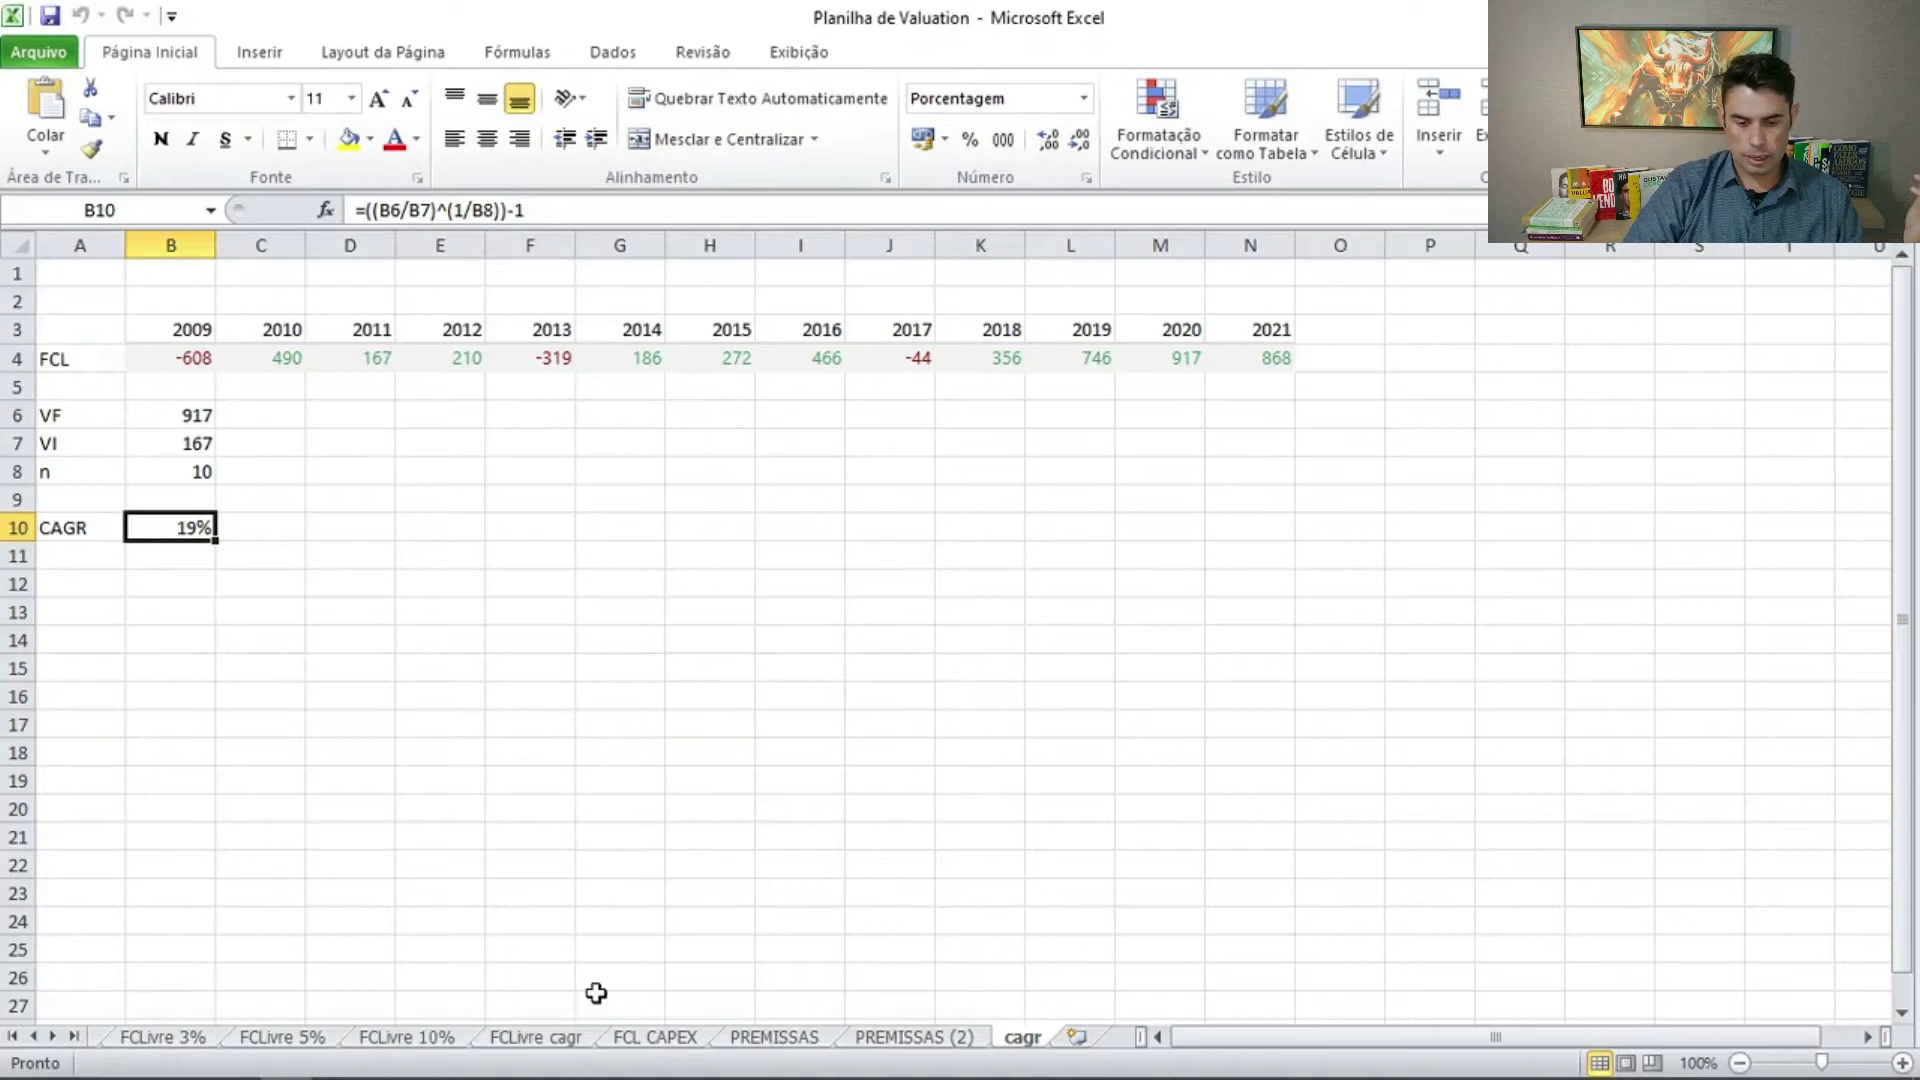 Planilha de Valuation - Microsoft Excel
Arquivo Página Inicial Inserir Layout da Página Fórmulas Dados Revisão Exibição
Calibri 11 Quebrar Texto Automaticamente Porcentagem
Colar N I S Mesclar e Centralizar % 000 Formatação Condicional Formatar como Tabela Estilos de Célula Inserir
Área de Tra... Fonte Alinhamento Número Estilo
B10 fx =((B6/B7)^(1/B8))-1
A B C D E F G H I J K L M N O P Q R S T U
1
2
3 2009 2010 2011 2012 2013 2014 2015 2016 2017 2018 2019 2020 2021
4 FCL -608 490 167 210 -319 186 272 466 -44 356 746 917 868
5
6 VF 917
7 VI 167
8 n 10
9
10 CAGR 19%
11
12
13
14
15
16
17
18
19
20
21
22
23
24
25
26
27
FCLivre 3% FCLivre 5% FCLivre 10% FCLivre cagr FCL CAPEX PREMISSAS PREMISSAS (2) cagr
Pronto 100%